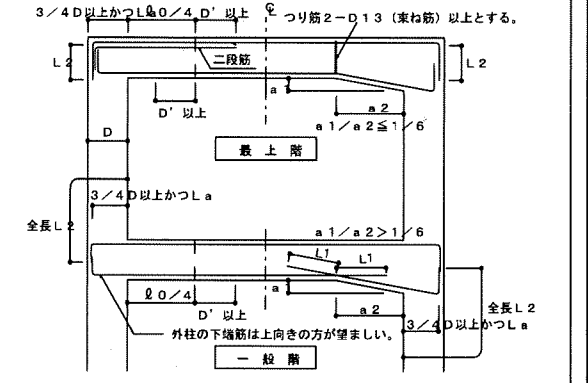 3/4D以上かつLa
ℓ0/4
D'以上
℄
つり筋2-D13(束ね筋)以上とする。
L2
二段筋
L2
a1
D'以上
a2
a1/a2≦1/6
D
最上階
3/4D以上かつLa
全長L2
a1/a2>1/6
L1
L1
a1
ℓ0/4
D'以上
a2
全長L2
3/4D以上かつLa
外柱の下端筋は上向きの方が望ましい。
一般階